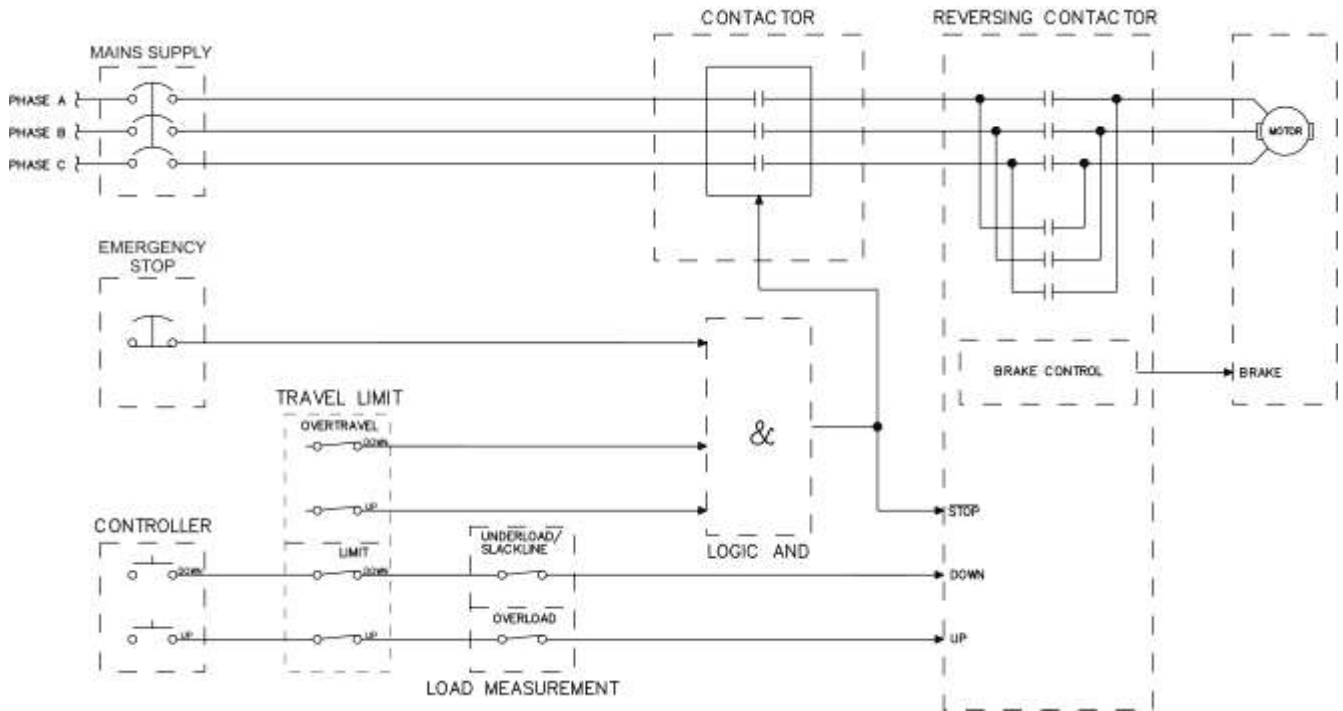 CONTACTOR
REVERSING CONTACTOR
MAINS SUPPLY
PHASE A
PHASE B
PHASE C
MOTOR
EMERGENCY
STOP
BRAKE CONTROL
BRAKE
TRAVEL LIMIT
OVERTRAVEL
DOWN
&
UP
STOP
CONTROLLER
UNDERLOAD/
SLACKLINE
LOGIC AND
LIMIT
DOWN
DOWN
DOWN
OVERLOAD
UP
UP
UP
LOAD MEASUREMENT